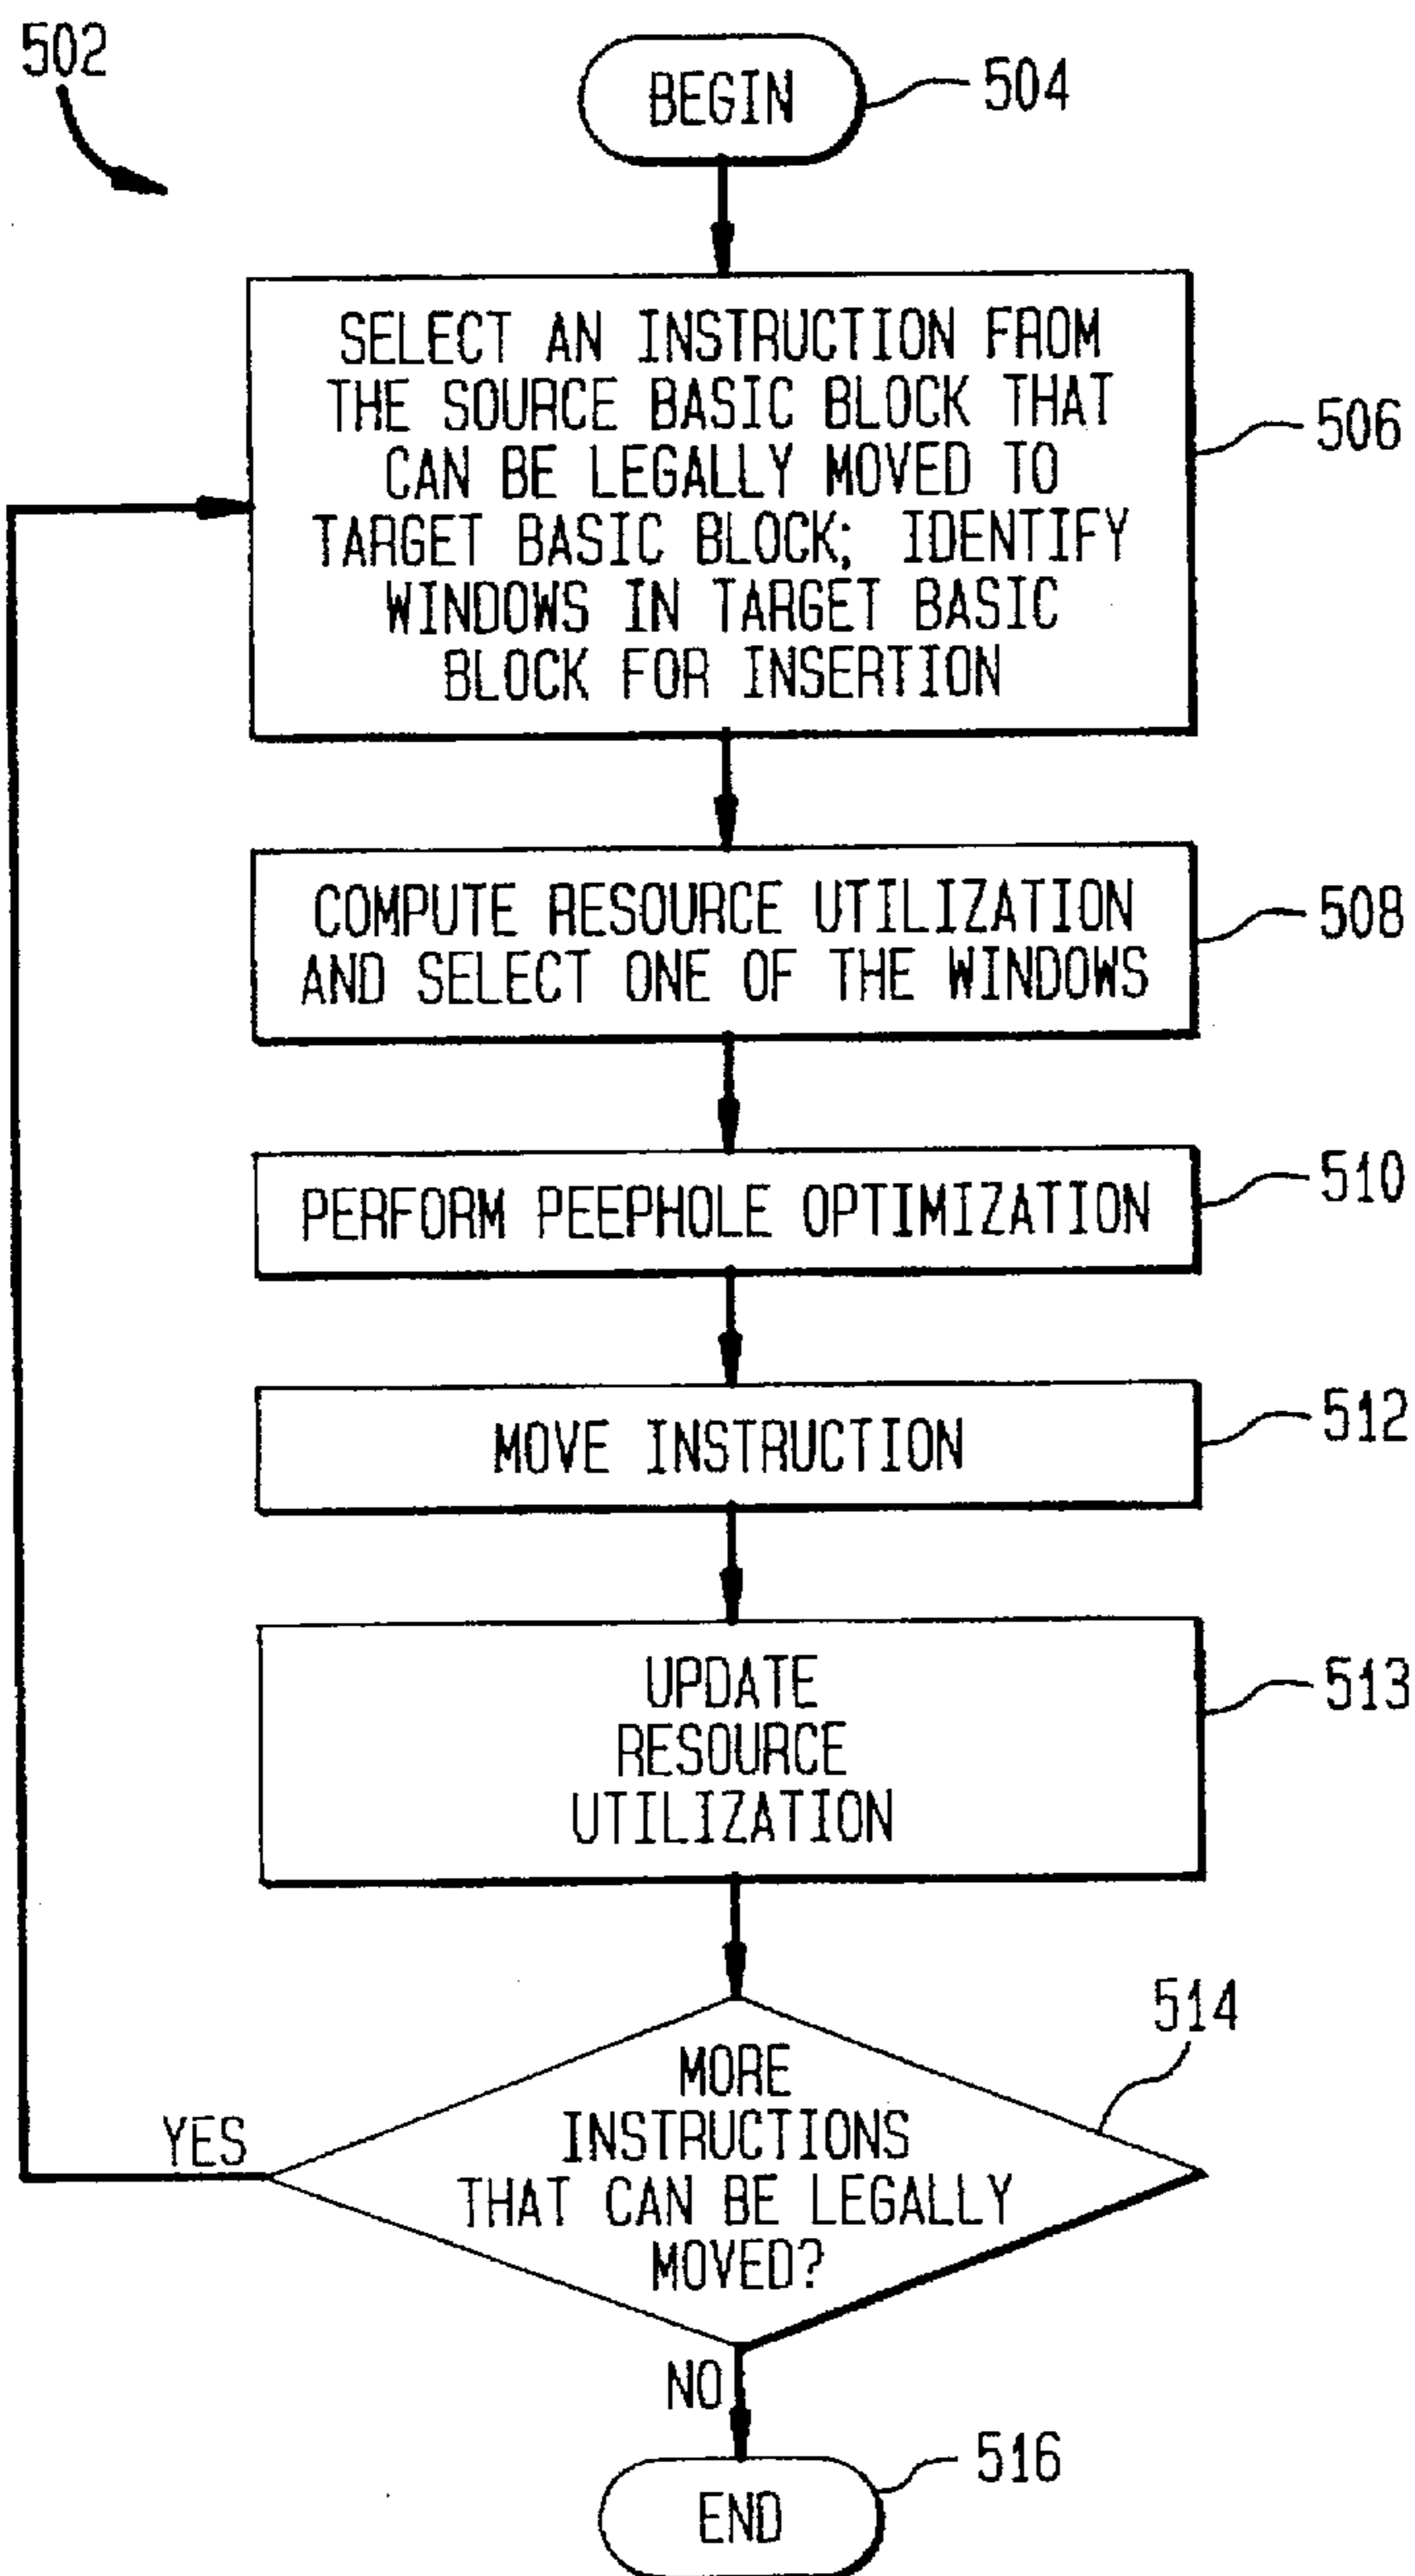 502
BEGIN
504
SELECT AN INSTRUCTION FROM
THE SOURCE BASIC BLOCK THAT
CAN BE LEGALLY MOVED TO
TARGET BASIC BLOCK; IDENTIFY
WINDOWS IN TARGET BASIC
BLOCK FOR INSERTION
506
COMPUTE RESOURCE UTILIZATION
AND SELECT ONE OF THE WINDOWS
508
PERFORM PEEPHOLE OPTIMIZATION
510
MOVE INSTRUCTION
512
UPDATE
RESOURCE
UTILIZATION
513
514
MORE
INSTRUCTIONS
THAT CAN BE LEGALLY
MOVED?
YES
NO
END
516